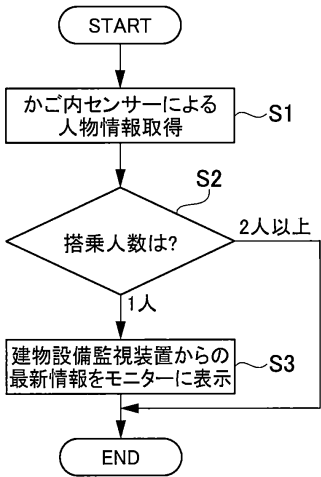 START
かご内センサーによる
人物情報取得
S1
S2
搭乗人数は?
2人以上
1人
建物設備監視装置からの
最新情報をモニターに表示
S3
END